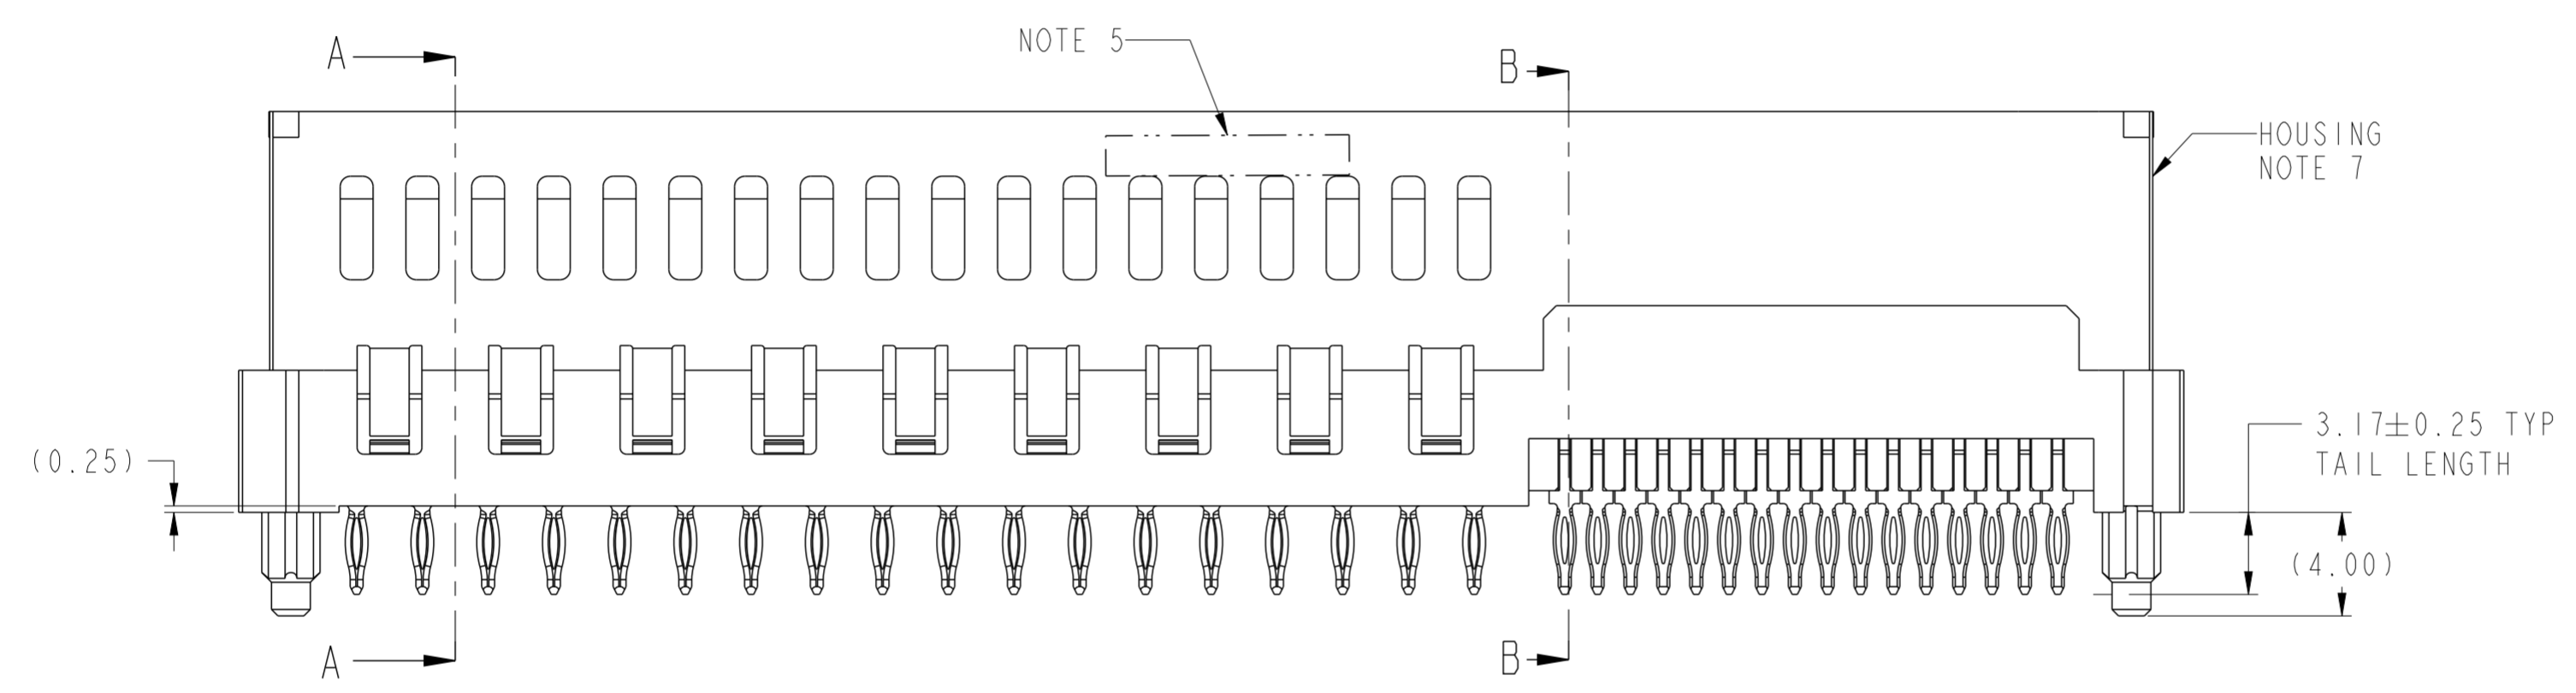 NOTE 5
A
B
HOUSING
NOTE 7
3.17±0.25 TYP
TAIL LENGTH
(0.25)
(4.00)
A
B